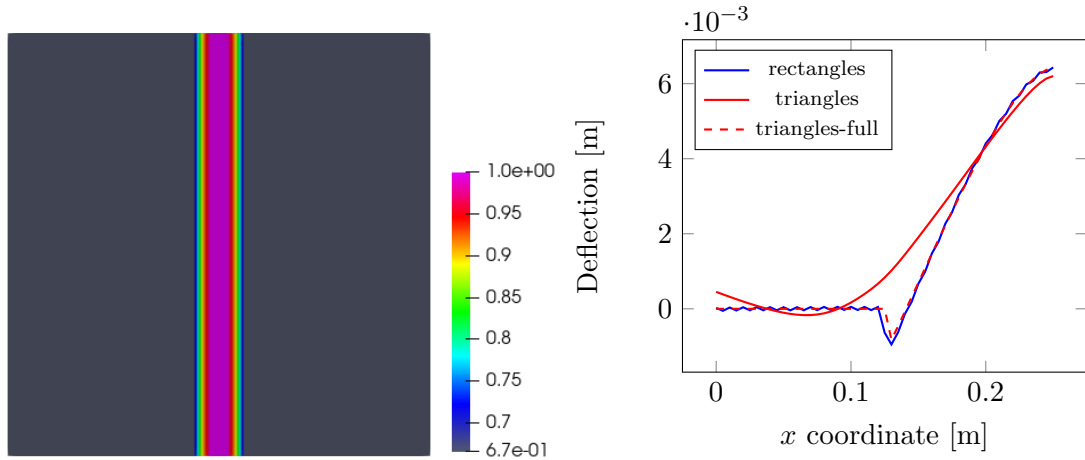 1.0e+00
0.95
0.9
0.85
0.8
0.75
0.7
6.7e-01
·10⁻³
6
4
2
0
Deflection [m]
rectangles
triangles
triangles-full
0 0.1 0.2
x coordinate [m]